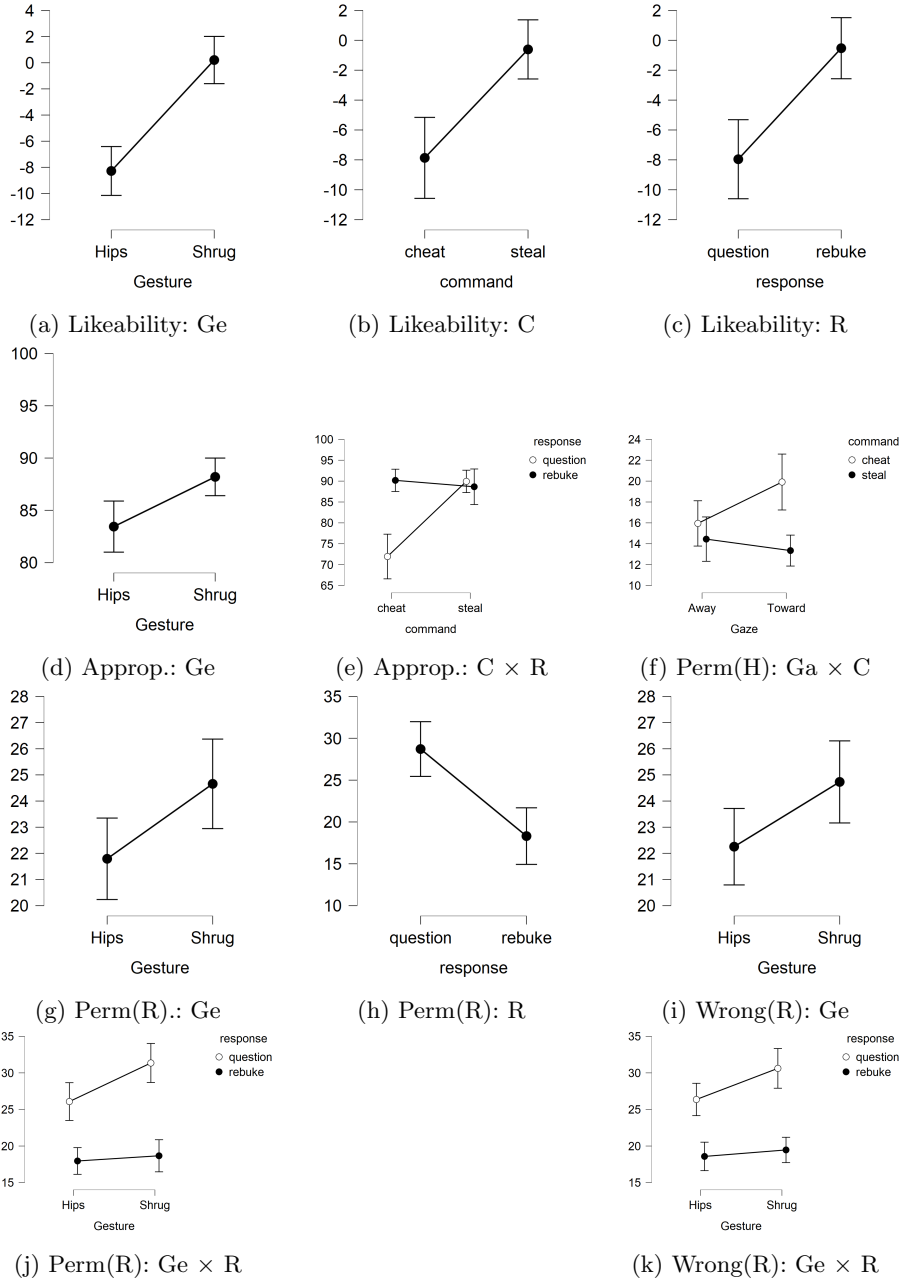 4
2
0
-2
-4
-6
-8
-10
-12
Hips Shrug
Gesture
(a) Likeability: Ge
2
0
-2
-4
-6
-8
-10
-12
cheat steal
command
(b) Likeability: C
2
0
-2
-4
-6
-8
-10
-12
question rebuke
response
(c) Likeability: R
100
95
90
85
80
Hips Shrug
Gesture
(d) Approp.: Ge
100
95
90
85
80
75
70
65
cheat steal
command
response
question
rebuke
(e) Approp.: C × R
24
22
20
18
16
14
12
10
Away Toward
Gaze
command
cheat
steal
(f) Perm(H): Ga × C
28
27
26
25
24
23
22
21
20
Hips Shrug
Gesture
(g) Perm(R).: Ge
35
30
25
20
15
10
question rebuke
response
(h) Perm(R): R
28
27
26
25
24
23
22
21
20
Hips Shrug
Gesture
(i) Wrong(R): Ge
35
30
25
20
15
Hips Shrug
Gesture
response
question
rebuke
(j) Perm(R): Ge × R
35
30
25
20
15
Hips Shrug
Gesture
response
question
rebuke
(k) Wrong(R): Ge × R